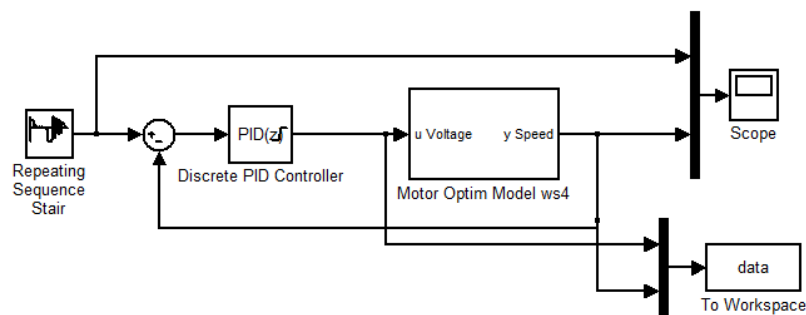 Repeating
Sequence
Stair
+
-
PID(z)
Discrete PID Controller
u Voltage
y Speed
Motor Optim Model ws4
Scope
data
To Workspace